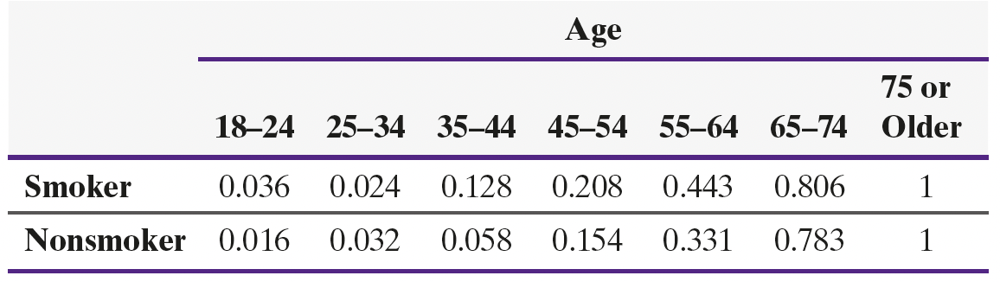 Age
75 or
18–24 25–34 35–44 45–54 55–64 65–74 Older
Smoker 0.036 0.024 0.128 0.208 0.443 0.806 1
Nonsmoker 0.016 0.032 0.058 0.154 0.331 0.783 1